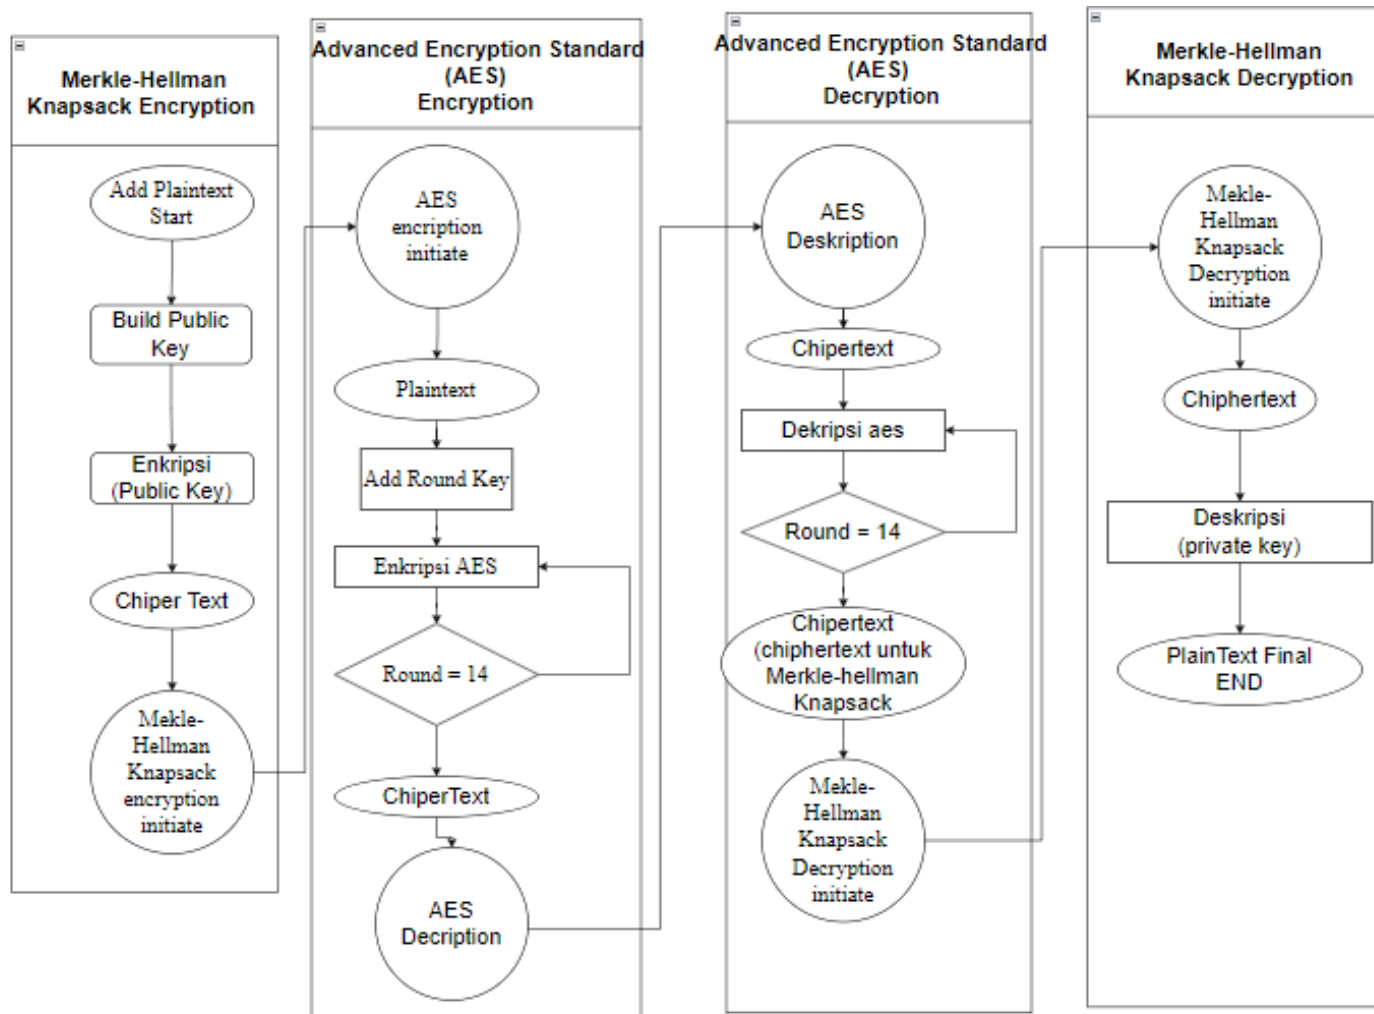 Merkle-Hellman
Knapsack Encryption
Add Plaintext
Start
Build Public
Key
Enkripsi
(Public Key)
Chiper Text
Mekle-
Hellman
Knapsack
encryption
initiate
Advanced Encryption Standard
(AES)
Encryption
AES
encription
initiate
Plaintext
Add Round Key
Enkripsi AES
Round = 14
ChiperText
AES
Decription
Advanced Encryption Standard
(AES)
Decryption
AES
Deskription
Chipertext
Dekripsi aes
Round = 14
Chipertext
(chiphertext untuk
Merkle-hellman
Knapsack
Mekle-
Hellman
Knapsack
Decryption
initiate
Merkle-Hellman
Knapsack Decryption
Mekle-
Hellman
Knapsack
Decryption
initiate
Chiphertext
Deskripsi
(private key)
PlainText Final
END